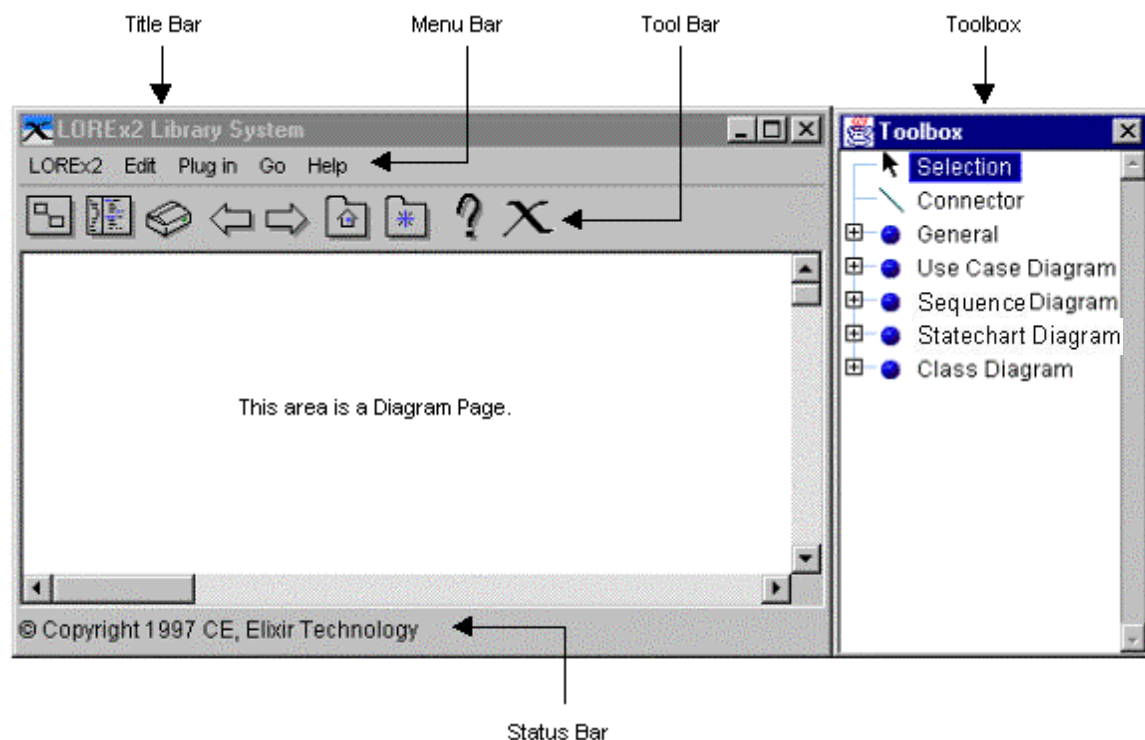 Title Bar
Menu Bar
Tool Bar
Toolbox
LOREx2 Library System
LOREx2 Edit Plug in Go Help
This area is a Diagram Page.
© Copyright 1997 CE, Elixir Technology
Status Bar
Toolbox
Selection
Connector
General
Use Case Diagram
Sequence Diagram
Statechart Diagram
Class Diagram